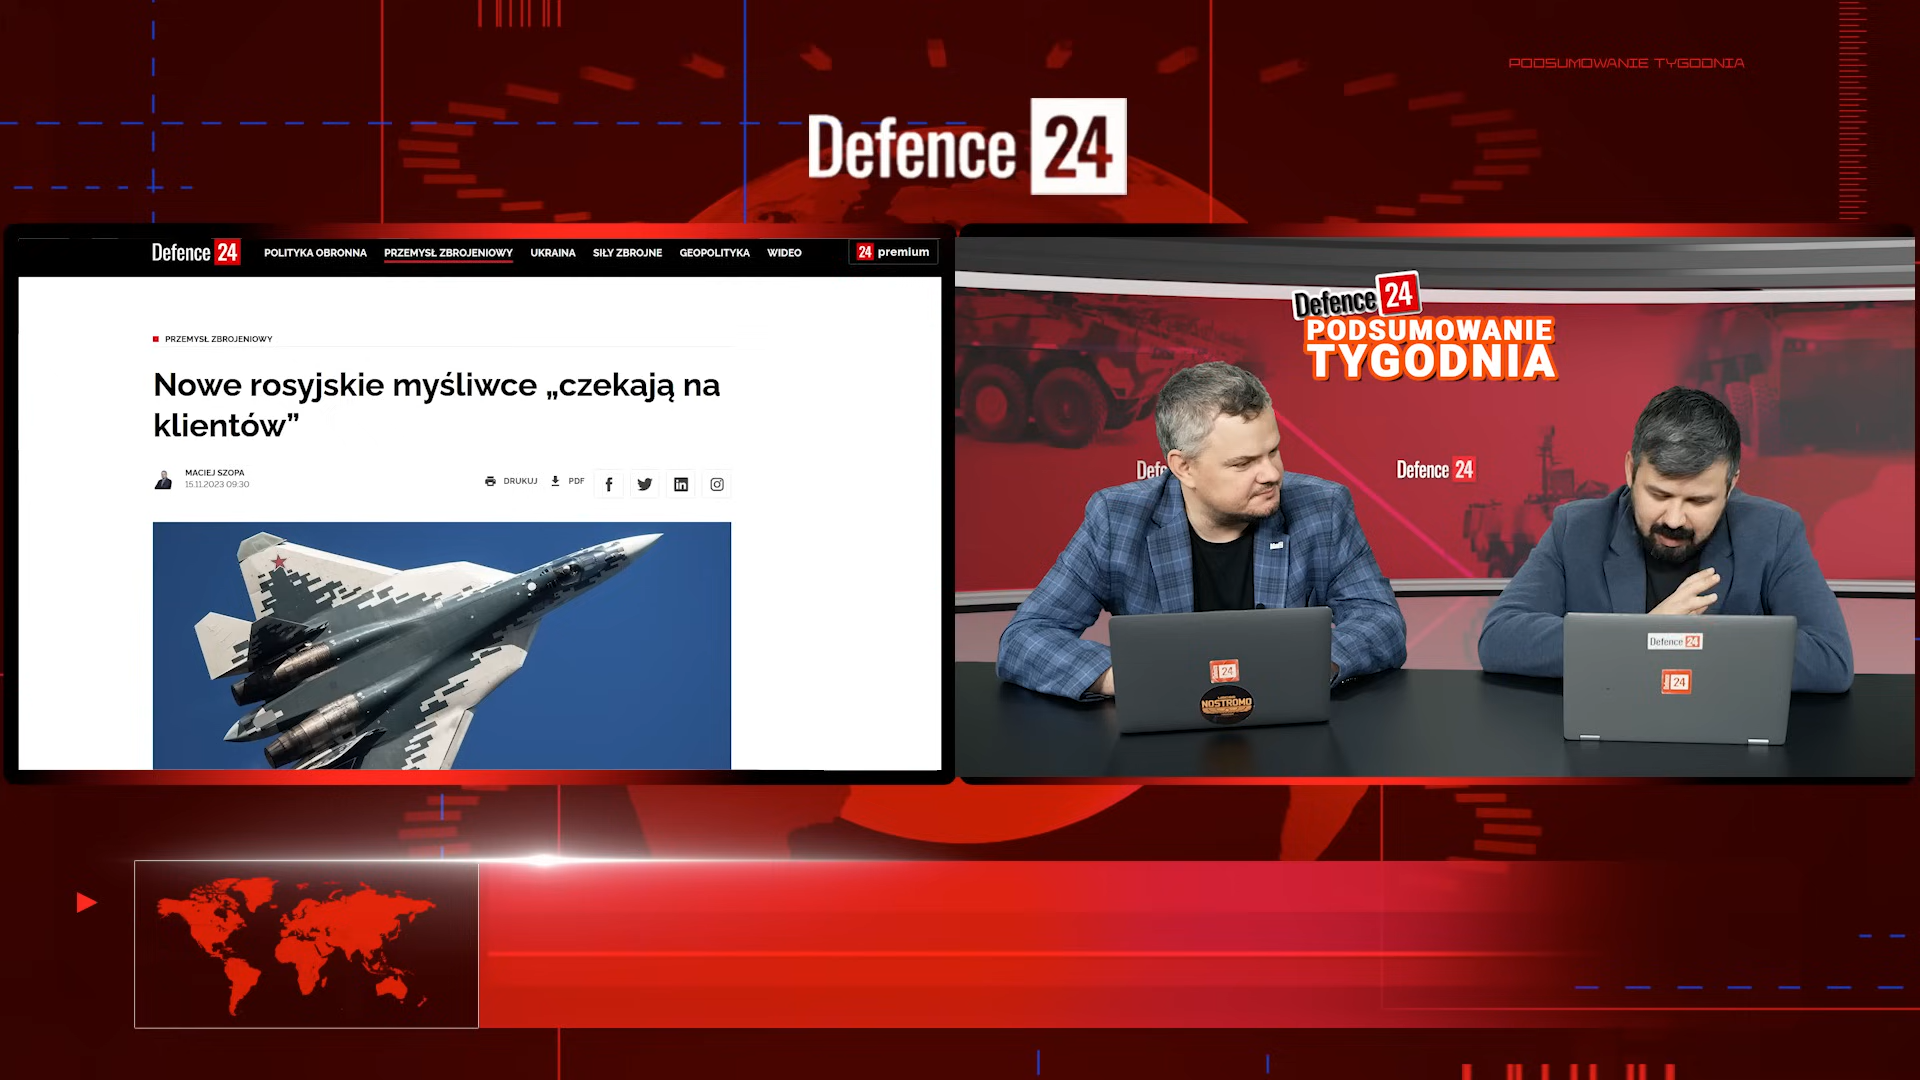 PODSUMOWANIE TYGODNIA
Defence 24
Defence 24 POLITYKA OBRONNA PRZEMYSŁ ZBROJENIOWY UKRAINA SIŁY ZBROJNE GEOPOLITYKA WIDEO 24 premium
PRZEMYSŁ ZBROJENIOWY
Nowe rosyjskie myśliwce „czekają na
klientów”
MACIEJ SZOPA
15.11.2023 09:30
DRUKUJ PDF
Defence 24
PODSUMOWANIE
TYGODNIA
Defence 24
24
NOSTROMO
Defence 24
24